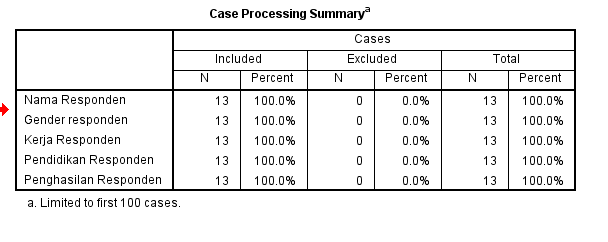 Case Processing Summarya
Cases
Included Excluded Total
N Percent N Percent N Percent
Nama Responden 13 100.0% 0 0.0% 13 100.0%
Gender responden 13 100.0% 0 0.0% 13 100.0%
Kerja Responden 13 100.0% 0 0.0% 13 100.0%
Pendidikan Responden 13 100.0% 0 0.0% 13 100.0%
Penghasilan Responden 13 100.0% 0 0.0% 13 100.0%
a. Limited to first 100 cases.